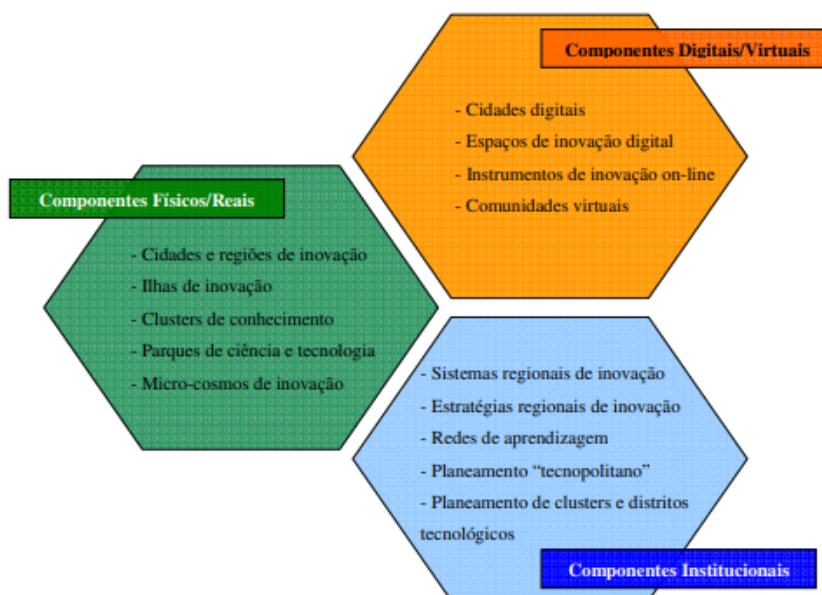 Componentes Digitais/Virtuais
- Cidades digitais
- Espaços de inovação digital
- Instrumentos de inovação on-line
- Comunidades virtuais
Componentes Físicos/Reais
- Cidades e regiões de inovação
- Ilhas de inovação
- Clusters de conhecimento
- Parques de ciência e tecnologia
- Micro-cosmos de inovação
- Sistemas regionais de inovação
- Estratégias regionais de inovação
- Redes de aprendizagem
- Planeamento “tecnopolitano”
- Planeamento de clusters e distritos
tecnológicos
Componentes Institucionais